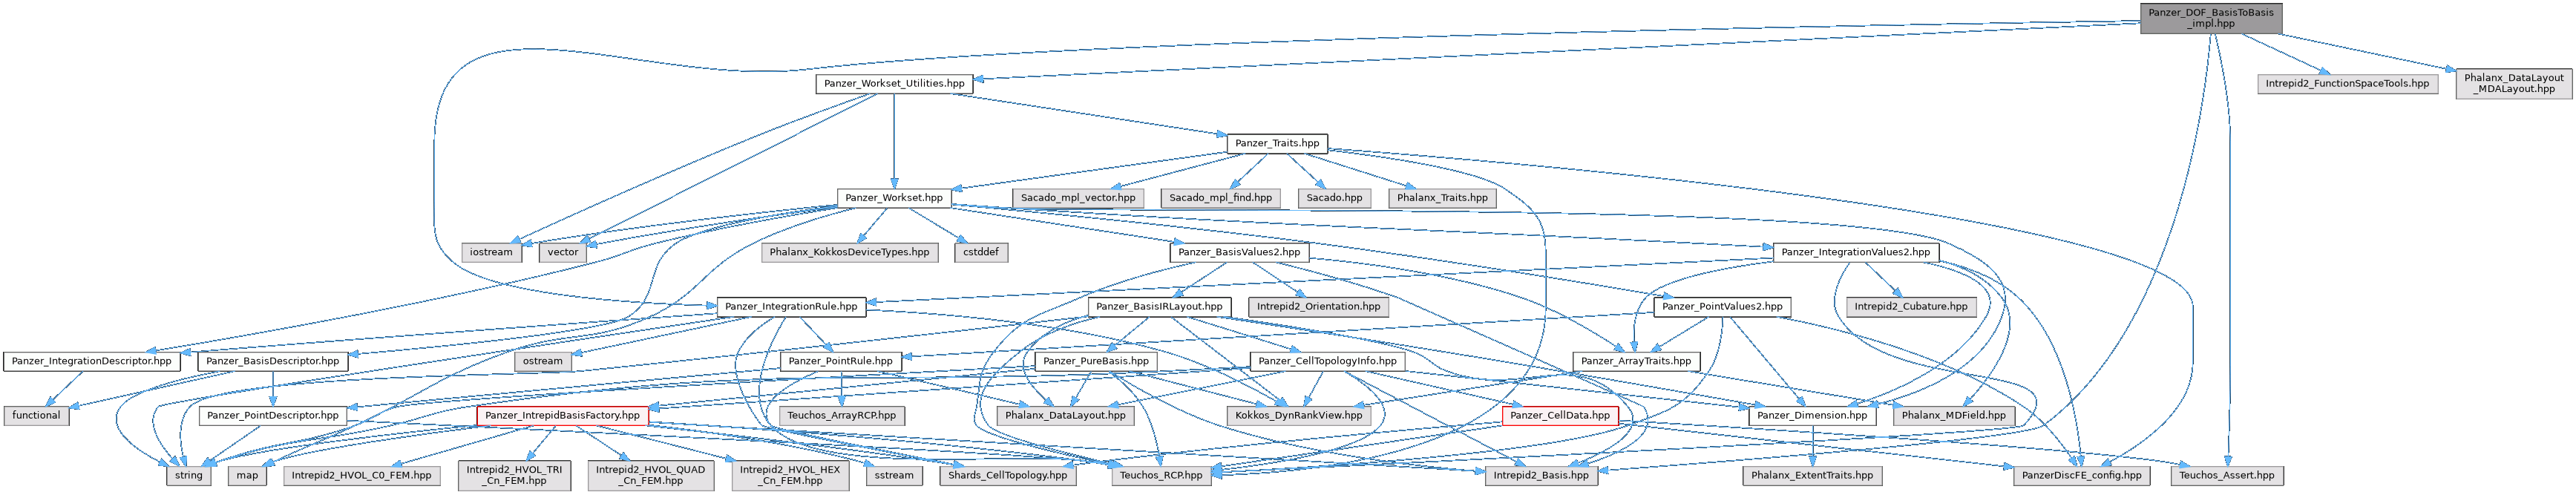 Panzer_DOF_BasisToBasis
_impl.hpp
Panzer_Workset_Utilities.hpp
Intrepid2_FunctionSpaceTools.hpp
Phalanx_DataLayout
_MDALayout.hpp
Panzer_Traits.hpp
Panzer_Workset.hpp
Sacado_mpl_vector.hpp
Sacado_mpl_find.hpp
Sacado.hpp
Phalanx_Traits.hpp
iostream
vector
Phalanx_KokkosDeviceTypes.hpp
cstddef
Panzer_BasisValues2.hpp
Panzer_IntegrationValues2.hpp
Panzer_IntegrationRule.hpp
Panzer_BasisIRLayout.hpp
Intrepid2_Orientation.hpp
Panzer_PointValues2.hpp
Intrepid2_Cubature.hpp
Panzer_IntegrationDescriptor.hpp
Panzer_BasisDescriptor.hpp
ostream
Panzer_PointRule.hpp
Panzer_PureBasis.hpp
Panzer_CellTopologyInfo.hpp
Panzer_ArrayTraits.hpp
functional
Panzer_PointDescriptor.hpp
Panzer_IntrepidBasisFactory.hpp
Teuchos_ArrayRCP.hpp
Phalanx_DataLayout.hpp
Kokkos_DynRankView.hpp
Panzer_CellData.hpp
Panzer_Dimension.hpp
Phalanx_MDField.hpp
string
map
Intrepid2_HVOL_C0_FEM.hpp
Intrepid2_HVOL_TRI
_Cn_FEM.hpp
Intrepid2_HVOL_QUAD
_Cn_FEM.hpp
Intrepid2_HVOL_HEX
_Cn_FEM.hpp
sstream
Shards_CellTopology.hpp
Teuchos_RCP.hpp
Intrepid2_Basis.hpp
Phalanx_ExtentTraits.hpp
PanzerDiscFE_config.hpp
Teuchos_Assert.hpp